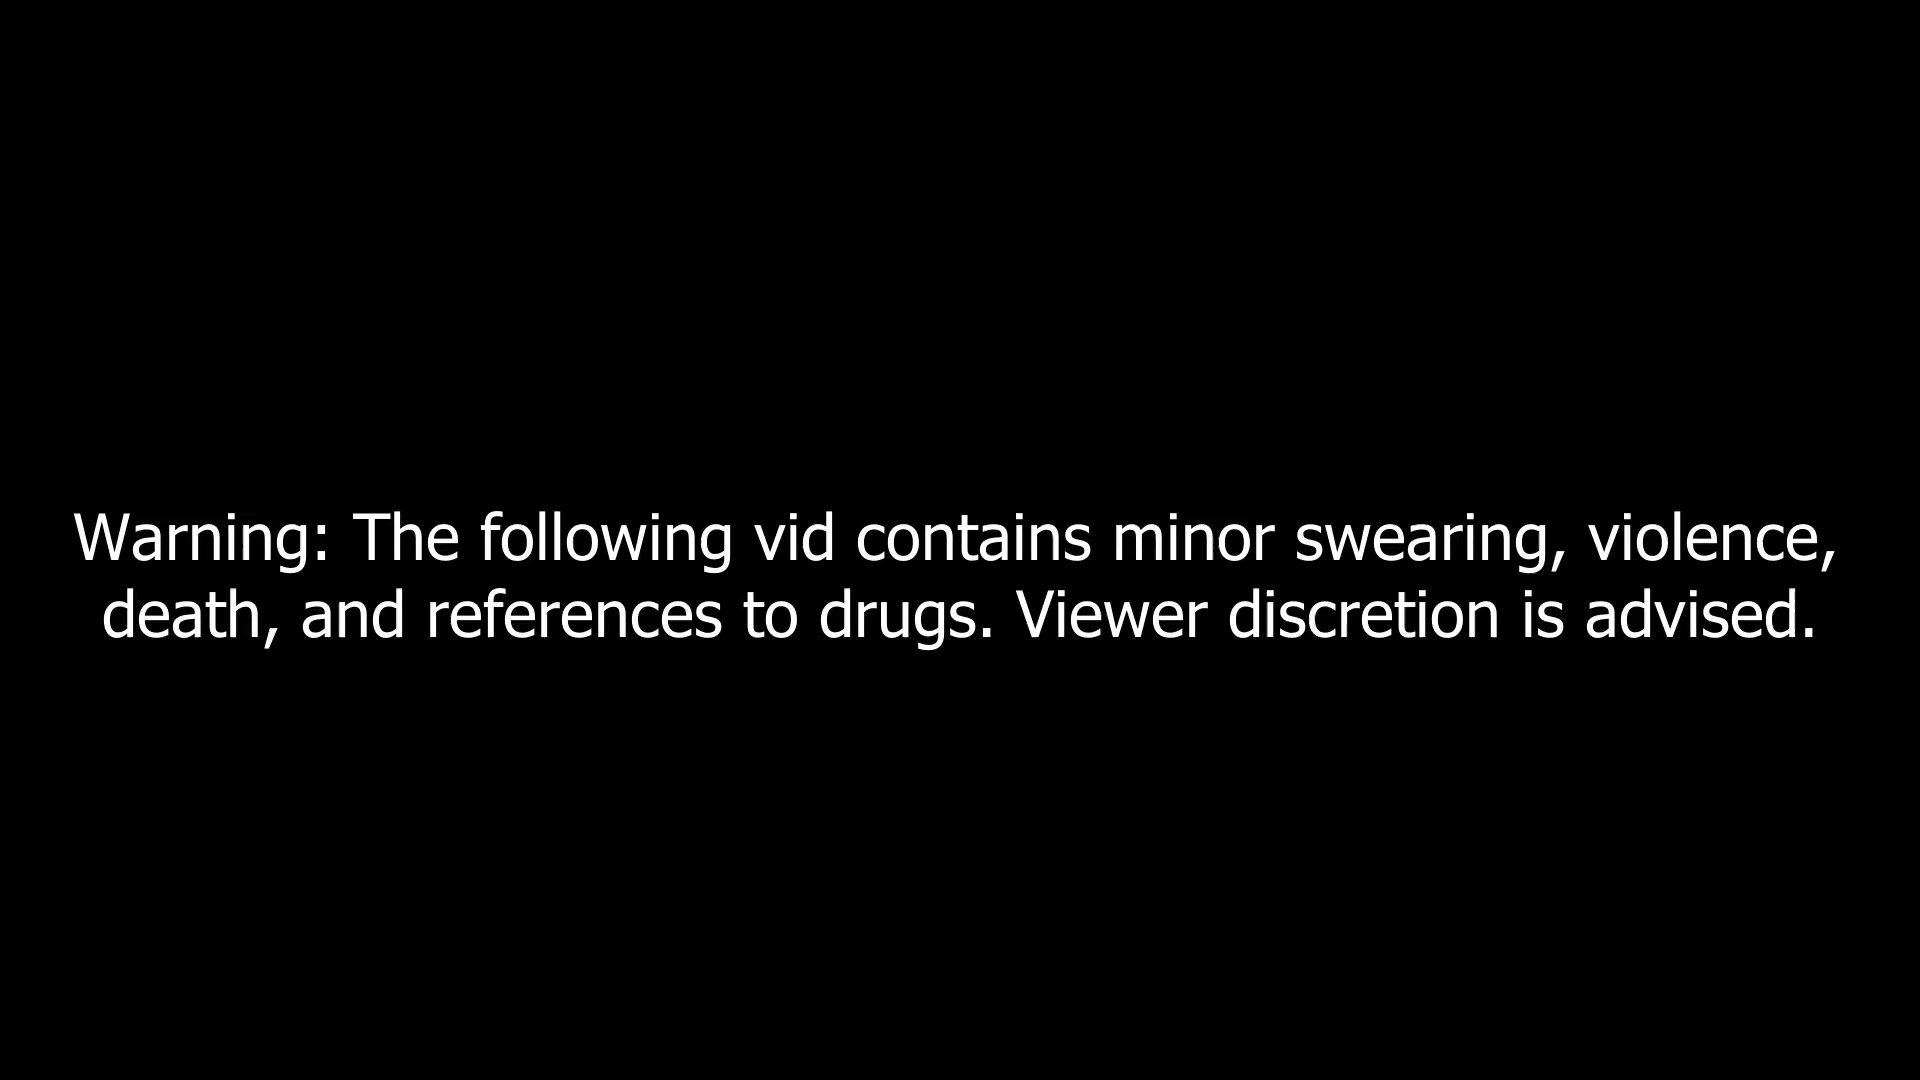 Warning: The following vid contains minor swearing, violence,
death, and references to drugs. Viewer discretion is advised.